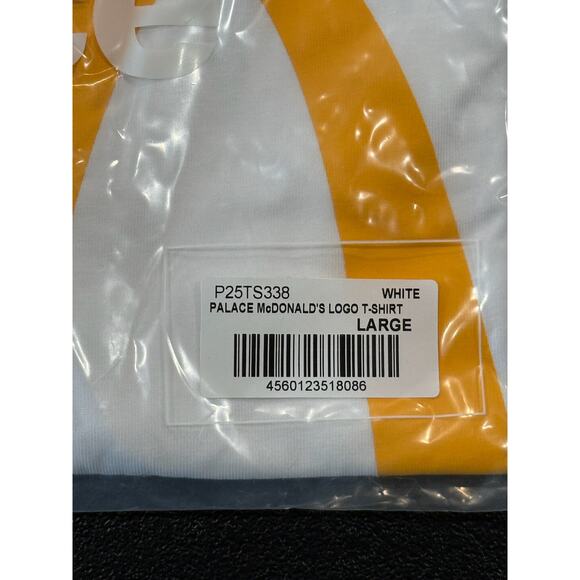 P25TS338 WHITE
PALACE McDONALD'S LOGO T-SHIRT
LARGE
4560123518086